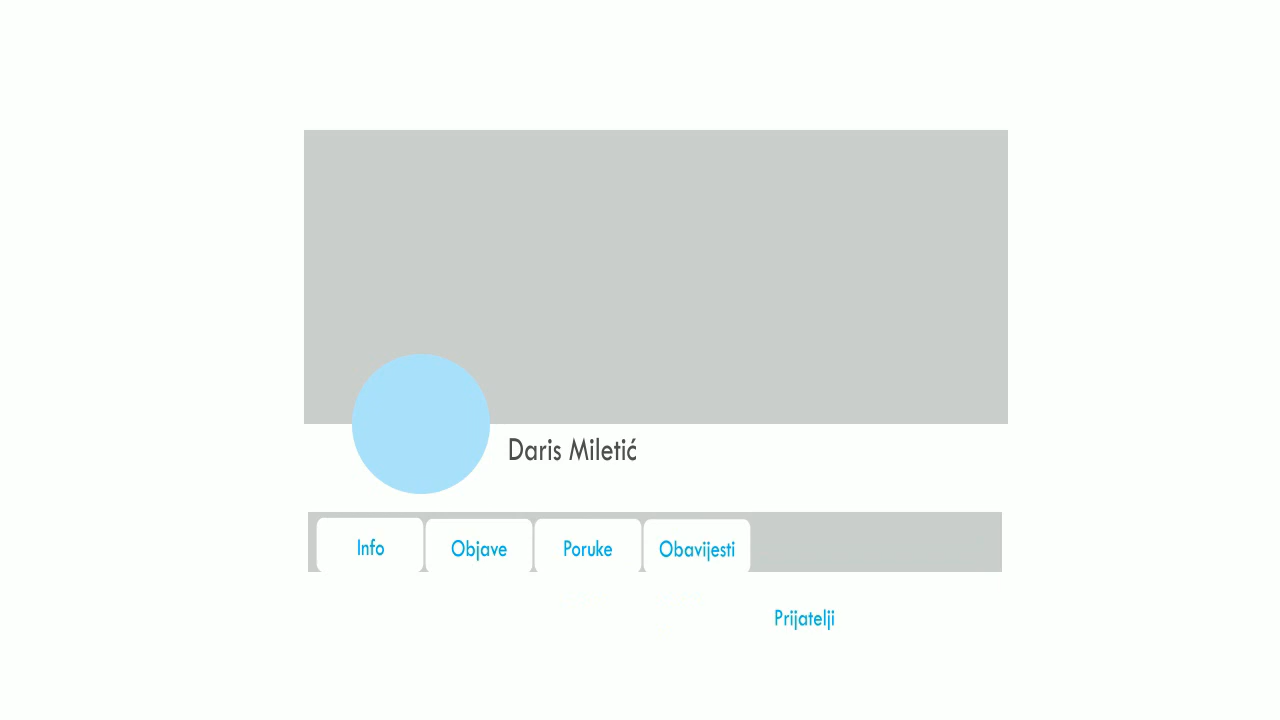 Daris Miletić
Info
Objave
Poruke
Obavijesti
Prijatelji